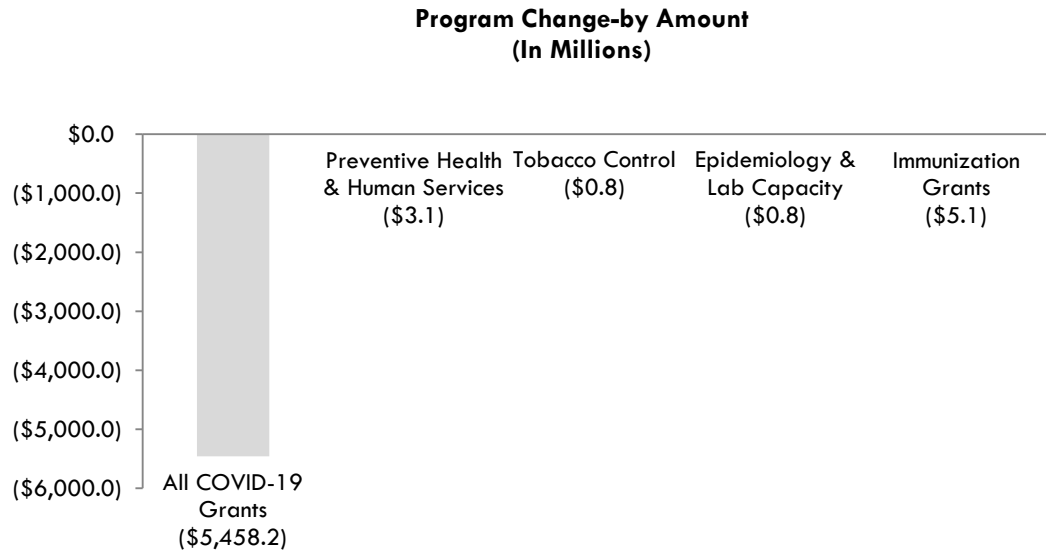 Program Change-by Amount
(In Millions)
$0.0
($1,000.0)
($2,000.0)
($3,000.0)
($4,000.0)
($5,000.0)
($6,000.0)
All COVID-19
Grants
($5,458.2)
Preventive Health
& Human Services
($3.1)
Tobacco Control
($0.8)
Epidemiology &
Lab Capacity
($0.8)
Immunization
Grants
($5.1)